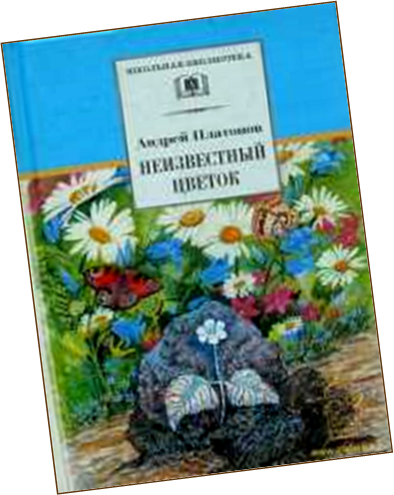 ШКОЛЬНАЯ БИБЛИОТЕКА
Андрей Платонов
НЕИЗВЕСТНЫЙ
ЦВЕТОК